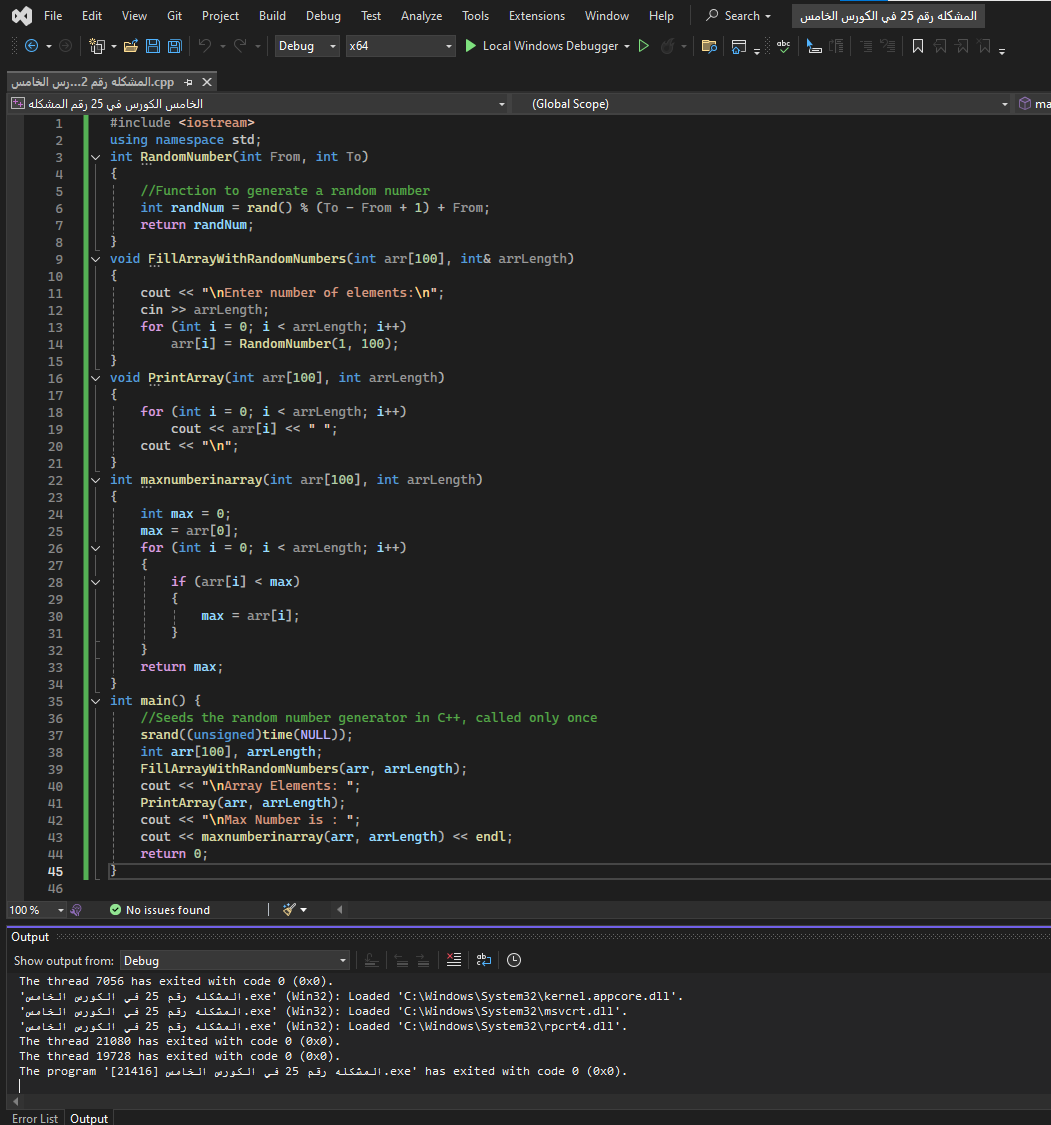 File Edit View Git Project Build Debug Test Analyze Tools Extensions Window Help Search المشكله رقم 25 في الكورس الخامس
Debug x64 Local Windows Debugger
المشكله رقم 2...رس الخامس.cpp
الخامس الكورس في 25 رقم المشكله (Global Scope) ma
1 #include <iostream>
2 using namespace std;
3 int RandomNumber(int From, int To)
4 {
5 //Function to generate a random number
6 int randNum = rand() % (To - From + 1) + From;
7 return randNum;
8 }
9 void FillArrayWithRandomNumbers(int arr[100], int& arrLength)
10 {
11 cout << "\nEnter number of elements:\n";
12 cin >> arrLength;
13 for (int i = 0; i < arrLength; i++)
14 arr[i] = RandomNumber(1, 100);
15 }
16 void PrintArray(int arr[100], int arrLength)
17 {
18 for (int i = 0; i < arrLength; i++)
19 cout << arr[i] << " ";
20 cout << "\n";
21 }
22 int maxnumberinarray(int arr[100], int arrLength)
23 {
24 int max = 0;
25 max = arr[0];
26 for (int i = 0; i < arrLength; i++)
27 {
28 if (arr[i] < max)
29 {
30 max = arr[i];
31 }
32 }
33 return max;
34 }
35 int main() {
36 //Seeds the random number generator in C++, called only once
37 srand((unsigned)time(NULL));
38 int arr[100], arrLength;
39 FillArrayWithRandomNumbers(arr, arrLength);
40 cout << "\nArray Elements: ";
41 PrintArray(arr, arrLength);
42 cout << "\nMax Number is : ";
43 cout << maxnumberinarray(arr, arrLength) << endl;
44 return 0;
45 }
46
100 % No issues found
Output
Show output from: Debug
The thread 7056 has exited with code 0 (0x0).
'المشكله رقم 25 في الكورس الخامس.exe' (Win32): Loaded 'C:\Windows\System32\kernel.appcore.dll'.
'المشكله رقم 25 في الكورس الخامس.exe' (Win32): Loaded 'C:\Windows\System32\msvcrt.dll'.
'المشكله رقم 25 في الكورس الخامس.exe' (Win32): Loaded 'C:\Windows\System32\rpcrt4.dll'.
The thread 21080 has exited with code 0 (0x0).
The thread 19728 has exited with code 0 (0x0).
The program '[21416] المشكله رقم 25 في الكورس الخامس.exe' has exited with code 0 (0x0).
Error List Output